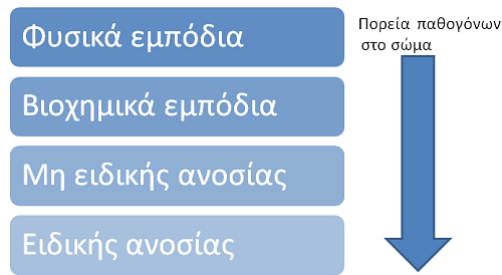 Φυσικά εμπόδια
Πορεία παθογόνων
στο σώμα
Βιοχημικά εμπόδια
Μη ειδικής ανοσίας
Ειδικής ανοσίας